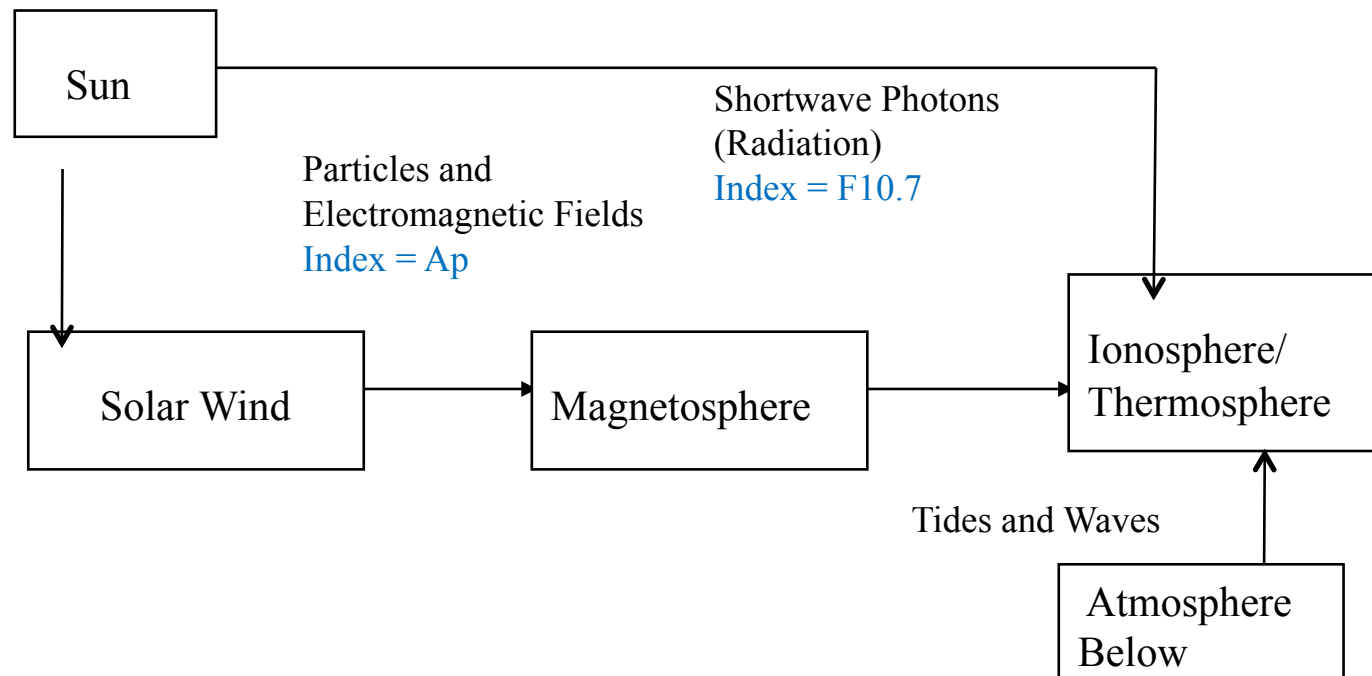 Sun
Shortwave Photons
(Radiation)
Index = F10.7
Particles and
Electromagnetic Fields
Index = Ap
Solar Wind
Magnetosphere
Ionosphere/
Thermosphere
Tides and Waves
Atmosphere
Below